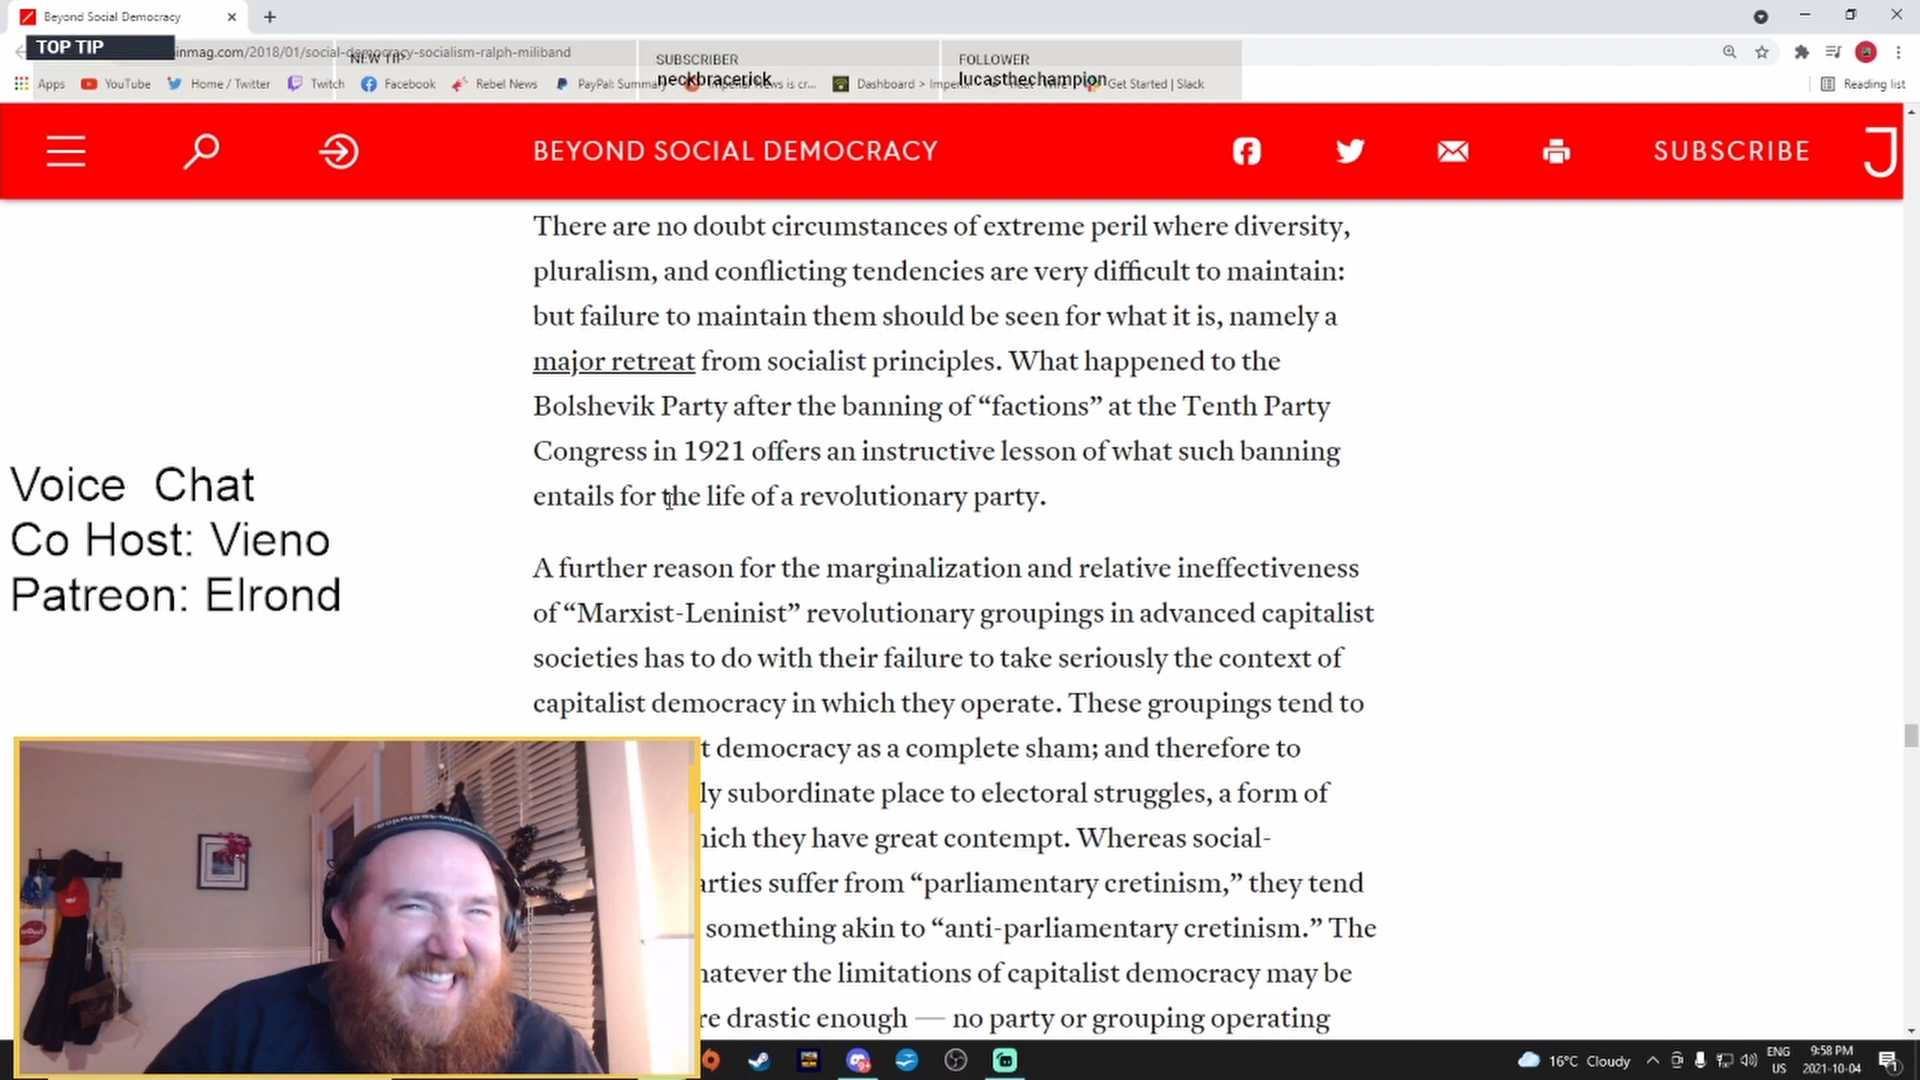 Beyond Social Democracy
TOP TIP
inmag.com/2018/01/social-democracy-socialism-ralph-miliband
NEW TIP
SUBSCRIBER
neckbracerick
FOLLOWER
lucasthechampion
Apps
YouTube
Home / Twitter
Twitch
Facebook
Rebel News
PayPal: Summary
News is cr...
Dashboard > Imperi...
Get Started | Slack
Reading list
BEYOND SOCIAL DEMOCRACY
SUBSCRIBE
J
There are no doubt circumstances of extreme peril where diversity,
pluralism, and conflicting tendencies are very difficult to maintain:
but failure to maintain them should be seen for what it is, namely a
major retreat from socialist principles. What happened to the
Bolshevik Party after the banning of “factions” at the Tenth Party
Congress in 1921 offers an instructive lesson of what such banning
entails for the life of a revolutionary party.
A further reason for the marginalization and relative ineffectiveness
of “Marxist-Leninist” revolutionary groupings in advanced capitalist
societies has to do with their failure to take seriously the context of
capitalist democracy in which they operate. These groupings tend to
t democracy as a complete sham; and therefore to
ly subordinate place to electoral struggles, a form of
hich they have great contempt. Whereas social-
arties suffer from “parliamentary cretinism,” they tend
something akin to “anti-parliamentary cretinism.” The
hatever the limitations of capitalist democracy may be
re drastic enough — no party or grouping operating
Voice Chat
Co Host: Vieno
Patreon: Elrond
16°C Cloudy
ENG
US
9:58 PM
2021-10-04